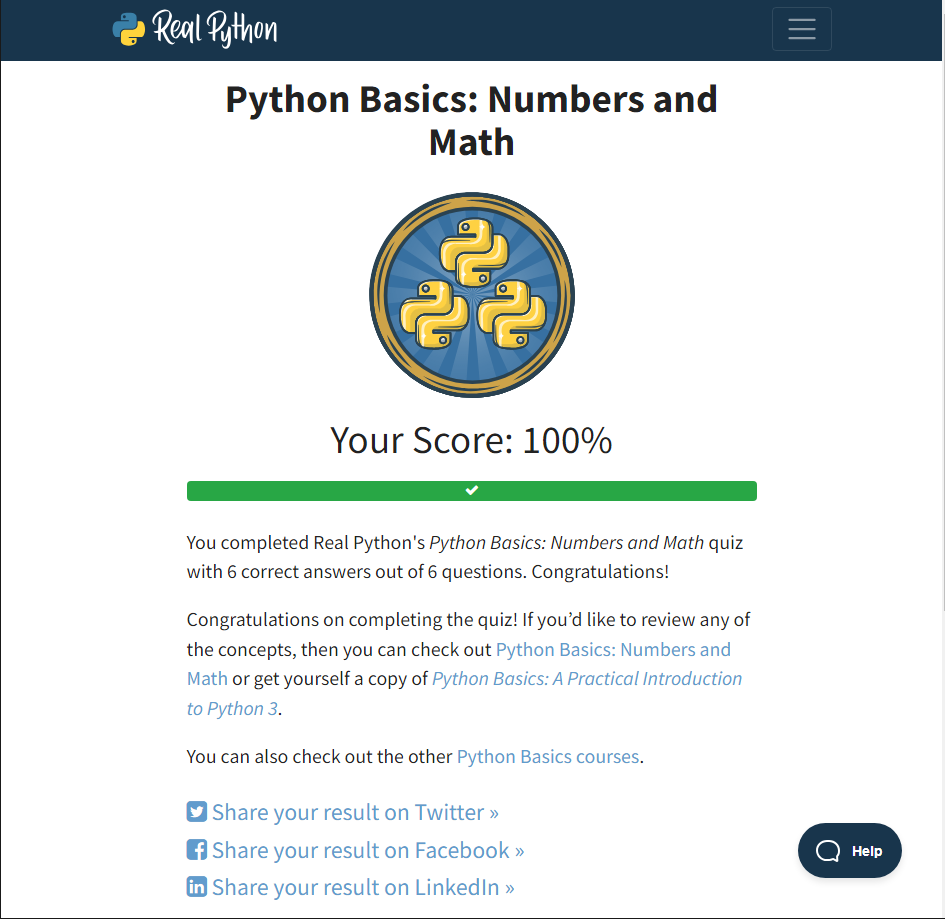 Real Python
Python Basics: Numbers and
Math
Your Score: 100%
You completed Real Python's Python Basics: Numbers and Math quiz
with 6 correct answers out of 6 questions. Congratulations!
Congratulations on completing the quiz! If you’d like to review any of
the concepts, then you can check out Python Basics: Numbers and
Math or get yourself a copy of Python Basics: A Practical Introduction
to Python 3.
You can also check out the other Python Basics courses.
Share your result on Twitter »
Share your result on Facebook »
Share your result on LinkedIn »
Help